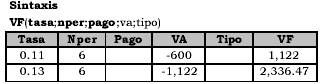 Sintaxis
VF(tasa;nper;pago;va;tipo)
Tasa Nper Pago VA Tipo VF
0.11 6 -600 1,122
0.13 6 -1,122 2,336.47